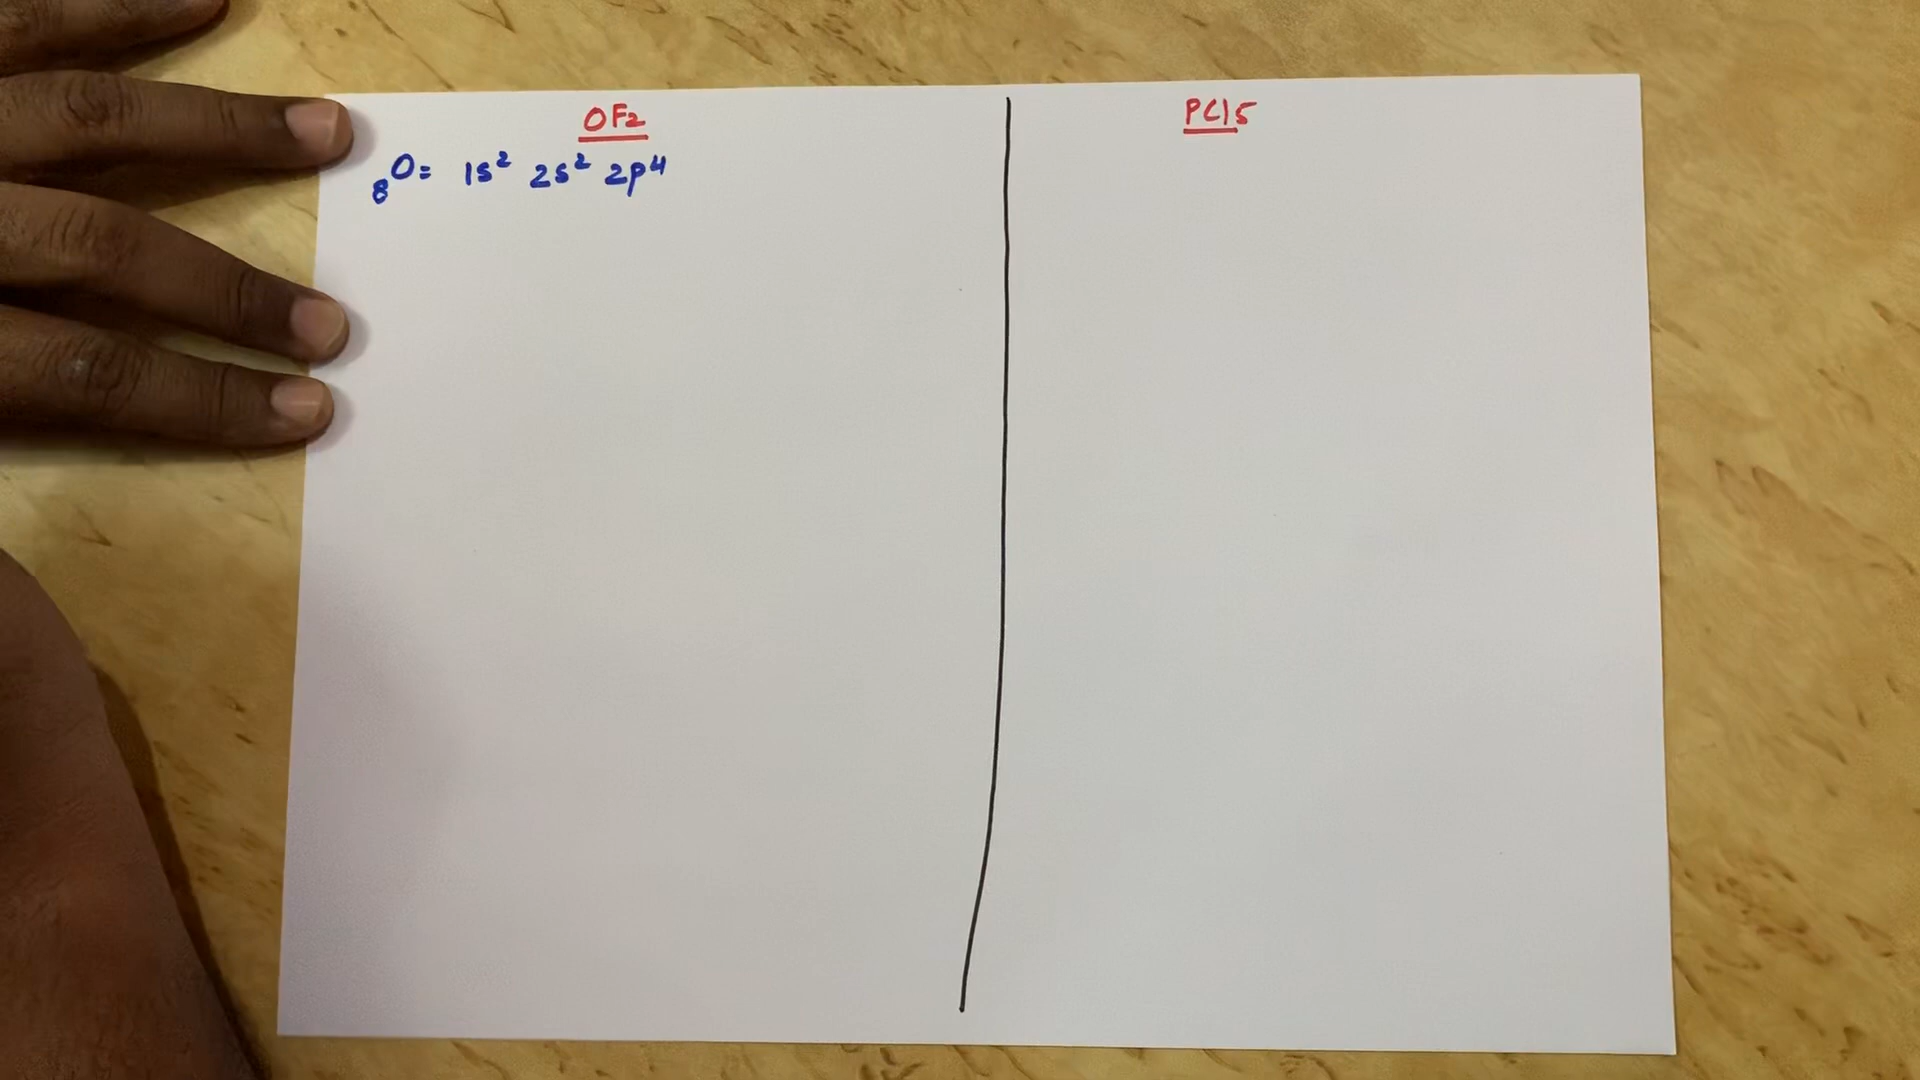 OF₂
₈O= 1s² 2s² 2p⁴
PCl5